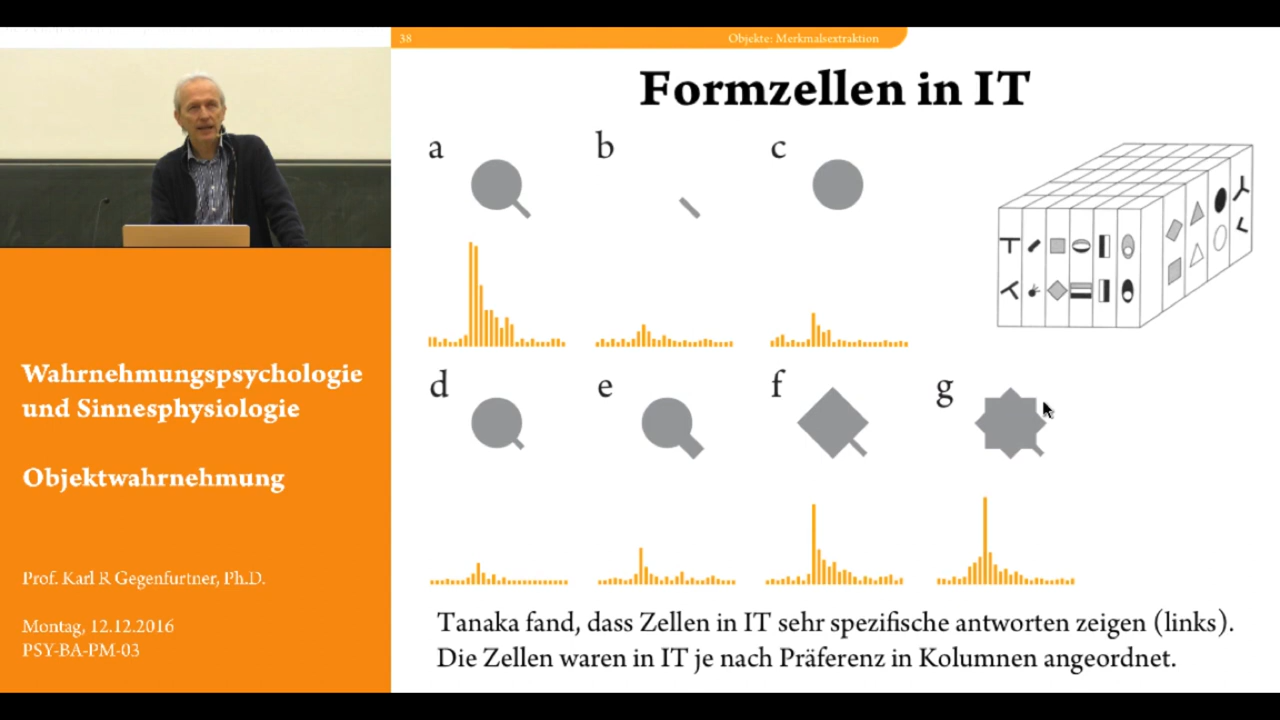 38
Objekte: Merkmalsextraktion
Formzellen in IT
a
b
c
d
e
f
g
Tanaka fand, dass Zellen in IT sehr spezifische antworten zeigen (links).
Die Zellen waren in IT je nach Präferenz in Kolumnen angeordnet.
Wahrnehmungspsychologie
und Sinnesphysiologie
Objektwahrnehmung
Prof. Karl R Gegenfurtner, Ph.D.
Montag, 12.12.2016
PSY-BA-PM-03